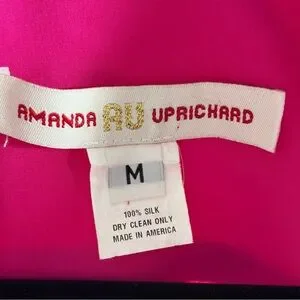 AMANDA AU UPRICHARD
M
100% SILK
DRY CLEAN ONLY
MADE IN AMERICA